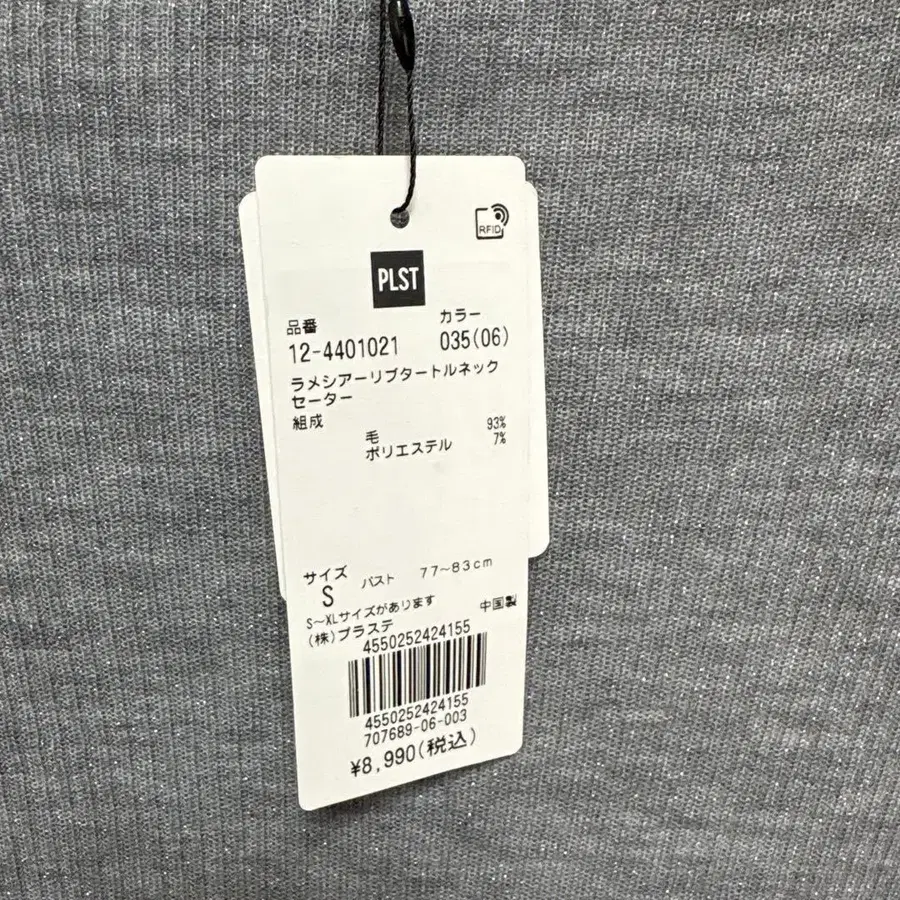 RFID
PLST
品番 カラー
12-4401021 035(06)
ラメシアーリブタートルネック
セーター
組成
毛 93%
ポリエステル 7%
サイズ バスト 77~83cm
S
S~XLサイズがあります 中国製
(株)プラステ
4550252424155
4550252424155
707689-06-003
¥8,990(税込)